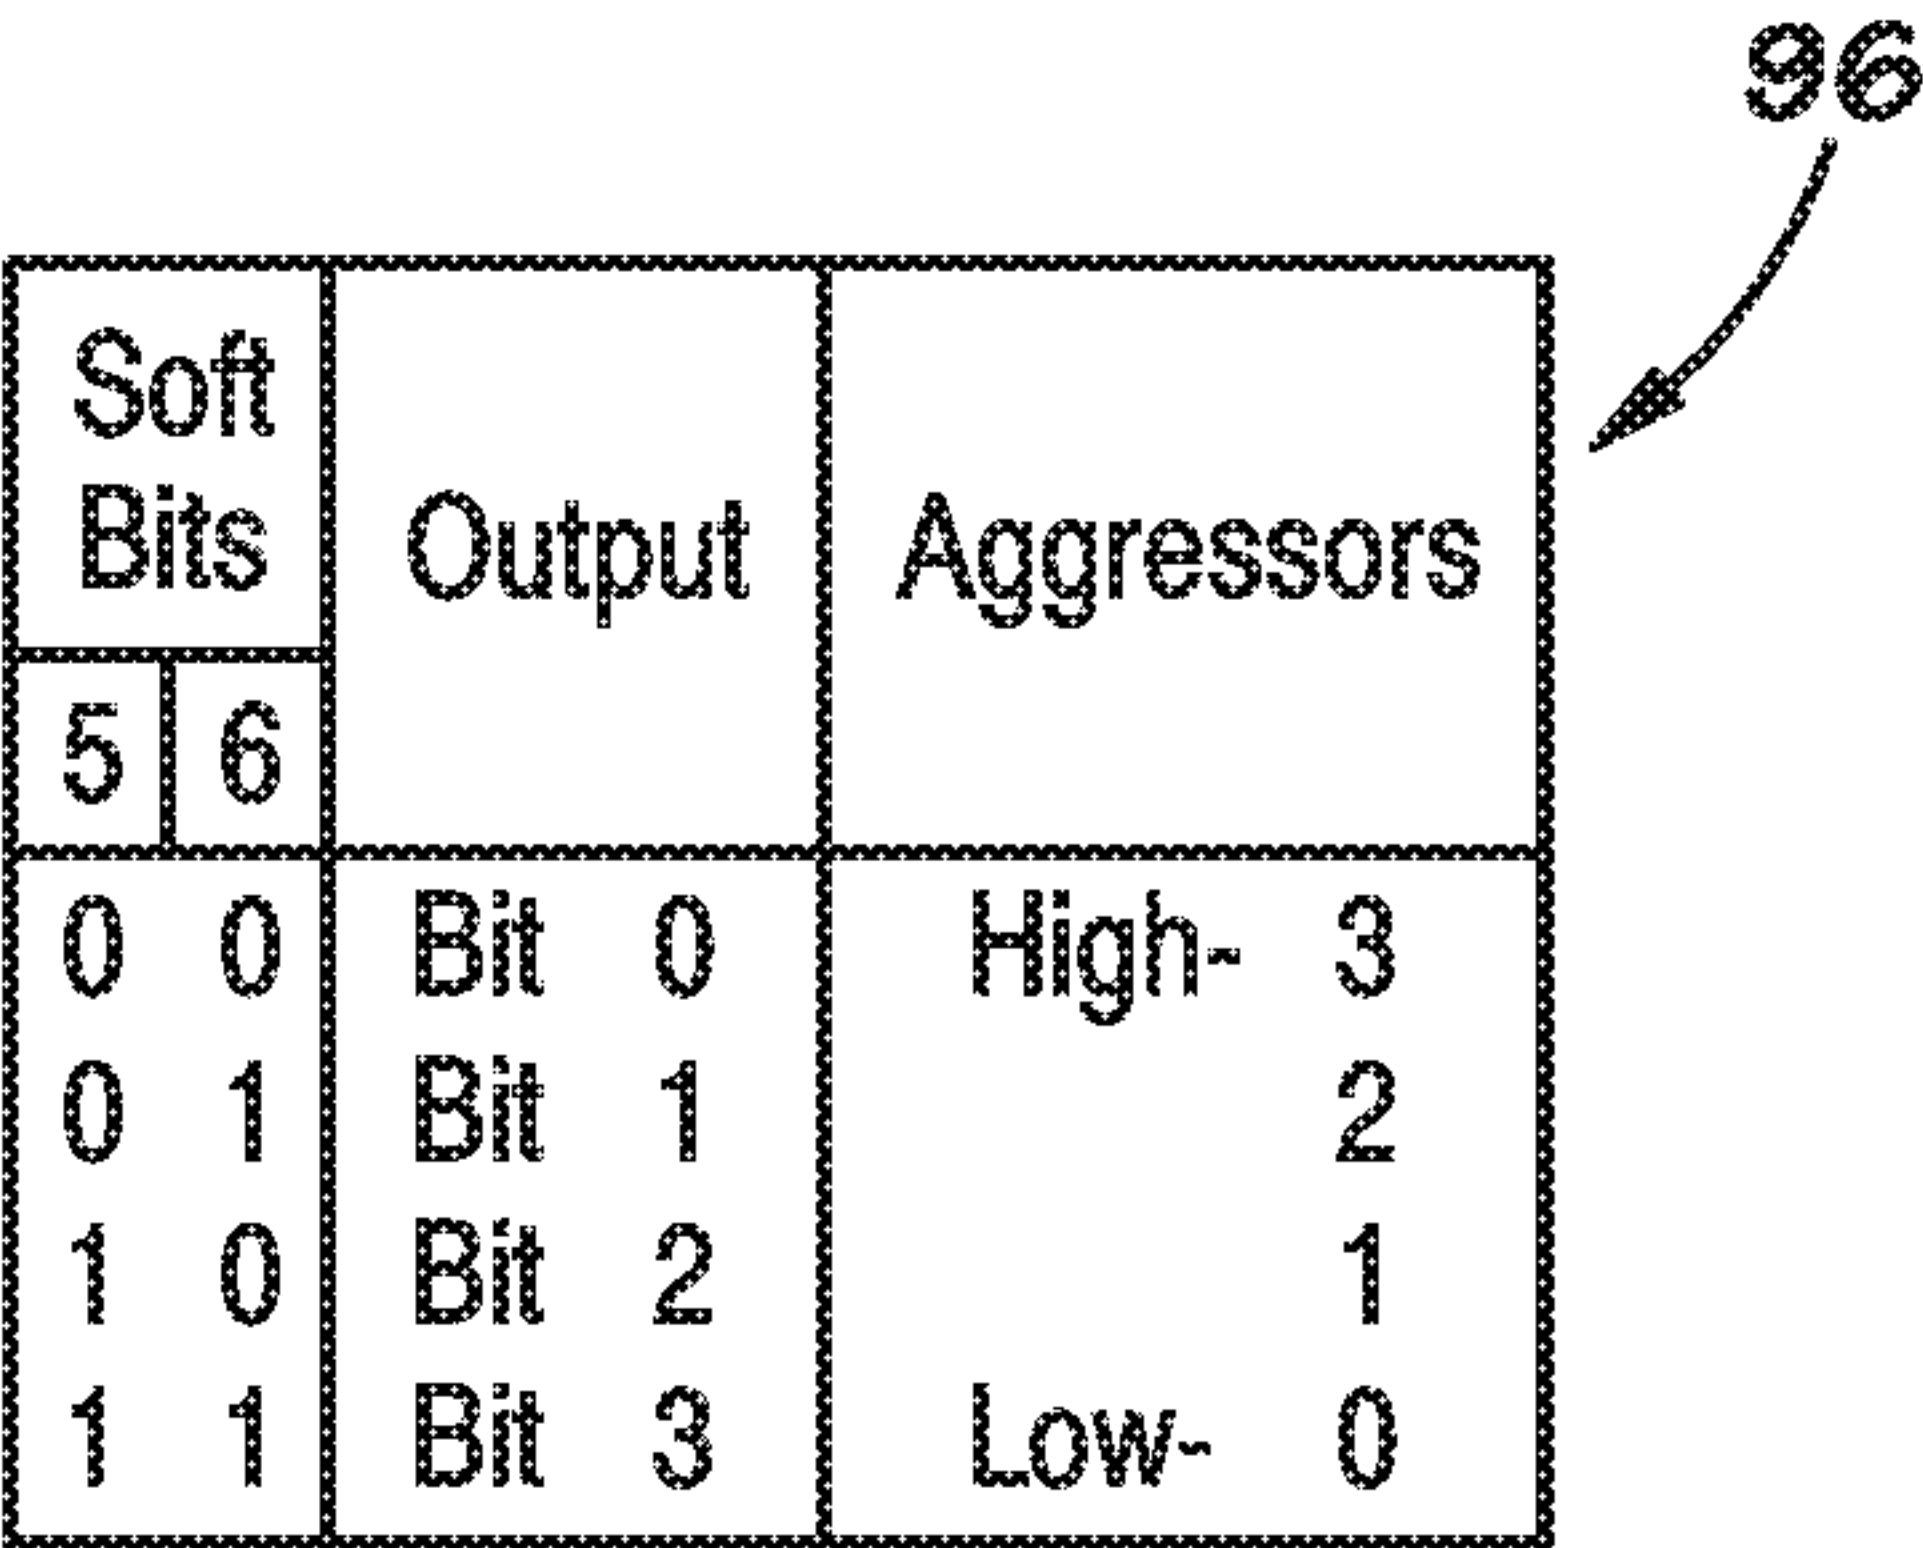 96
Soft
Bits
Output
Aggressors
5 6
0 0 Bit 0 High- 3
0 1 Bit 1 2
1 0 Bit 2 1
1 1 Bit 3 Low- 0